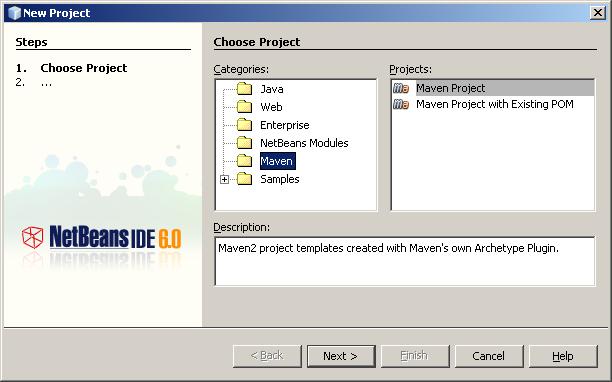 New Project
Steps
1. Choose Project
2. ...
NetBeans IDE 6.0
Choose Project
Categories:
Java
Web
Enterprise
NetBeans Modules
Maven
Samples
Projects:
Maven Project
Maven Project with Existing POM
Description:
Maven2 project templates created with Maven's own Archetype Plugin.
< Back
Next >
Finish
Cancel
Help